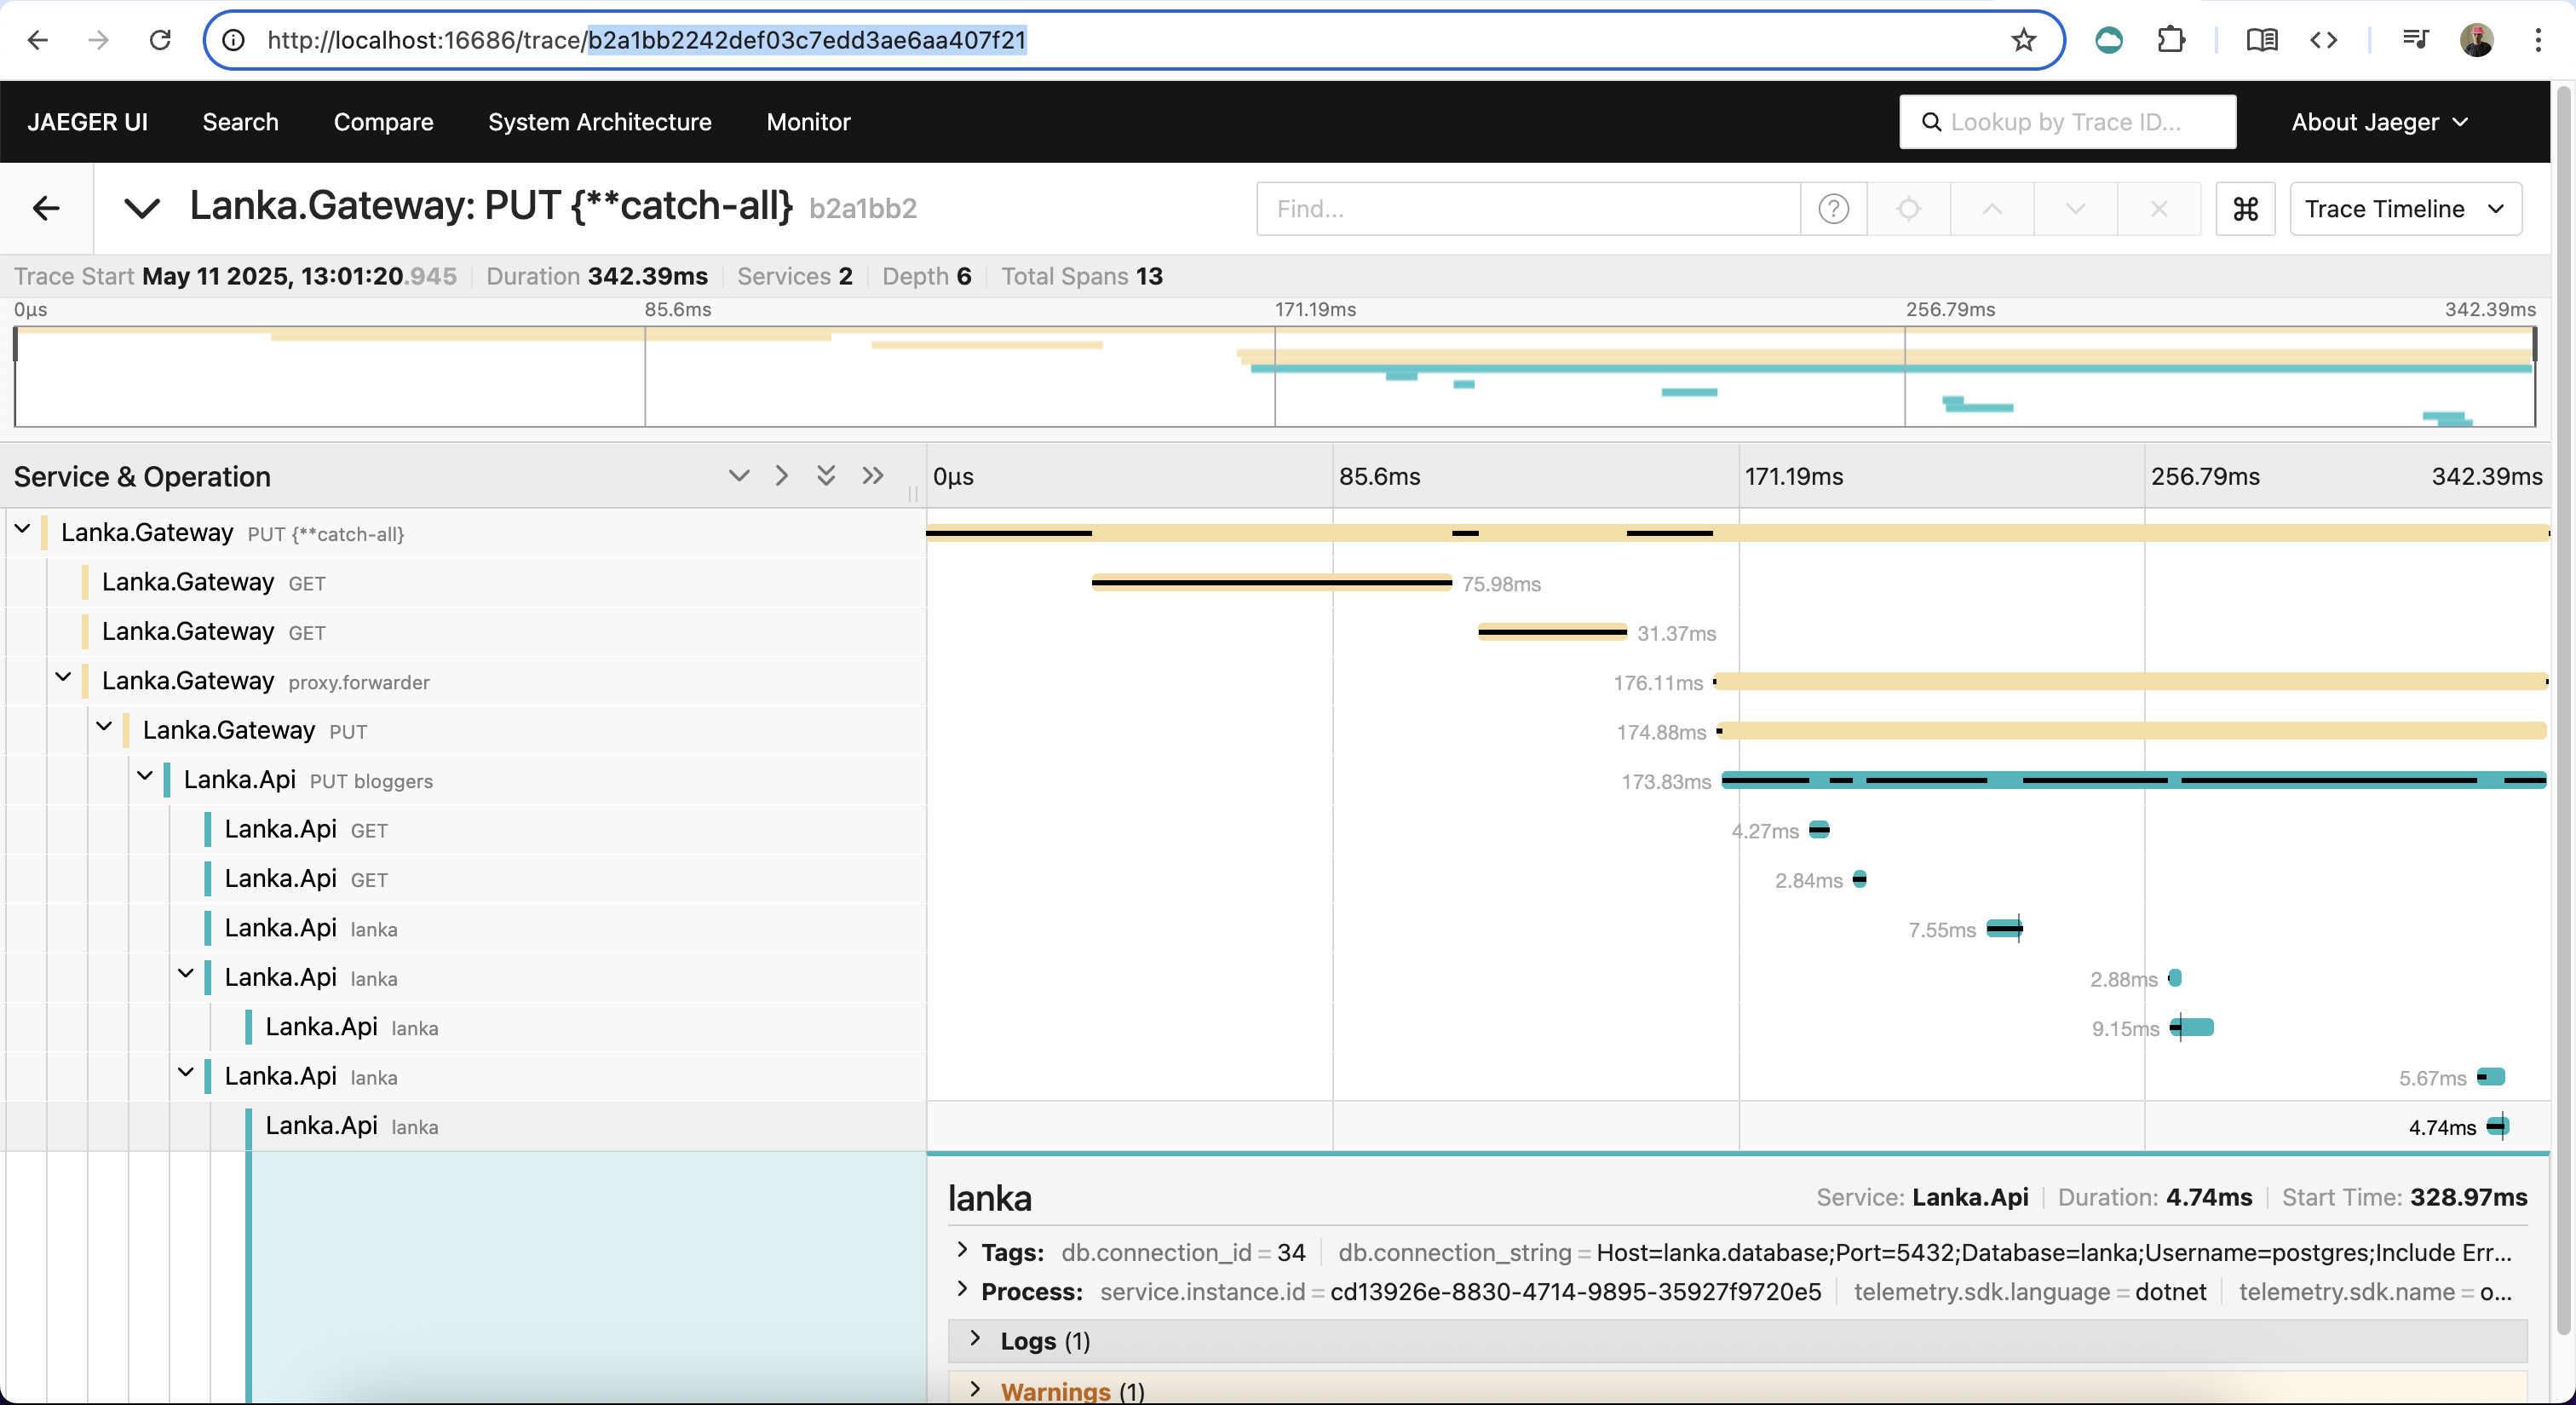 http://localhost:16686/trace/b2a1bb2242def03c7edd3ae6aa407f21
JAEGER UI Search Compare System Architecture Monitor Lookup by Trace ID... About Jaeger
Lanka.Gateway: PUT {**catch-all} b2a1bb2 Find... Trace Timeline
Trace Start May 11 2025, 13:01:20.945 Duration 342.39ms Services 2 Depth 6 Total Spans 13
0μs 85.6ms 171.19ms 256.79ms 342.39ms
Service & Operation 0μs 85.6ms 171.19ms 256.79ms 342.39ms
Lanka.Gateway PUT {**catch-all}
Lanka.Gateway GET 75.98ms
Lanka.Gateway GET 31.37ms
Lanka.Gateway proxy.forwarder 176.11ms
Lanka.Gateway PUT 174.88ms
Lanka.Api PUT bloggers 173.83ms
Lanka.Api GET 4.27ms
Lanka.Api GET 2.84ms
Lanka.Api lanka 7.55ms
Lanka.Api lanka 2.88ms
Lanka.Api lanka 9.15ms
Lanka.Api lanka 5.67ms
Lanka.Api lanka 4.74ms
lanka Service: Lanka.Api Duration: 4.74ms Start Time: 328.97ms
Tags: db.connection_id = 34 db.connection_string = Host=lanka.database;Port=5432;Database=lanka;Username=postgres;Include Err...
Process: service.instance.id = cd13926e-8830-4714-9895-35927f9720e5 telemetry.sdk.language = dotnet telemetry.sdk.name = o...
Logs (1)
Warnings (1)